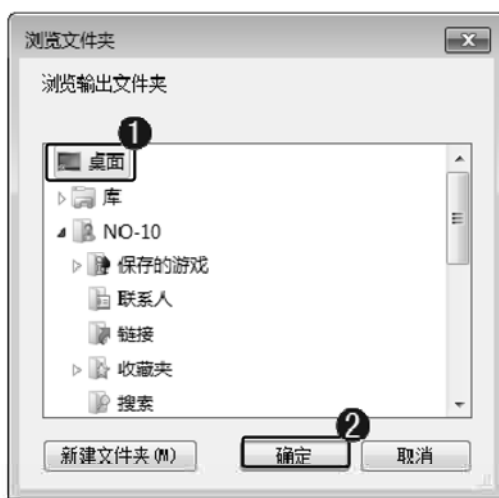 浏览文件夹
浏览输出文件夹
❶
桌面
库
NO-10
保存的游戏
联系人
链接
收藏夹
搜索
❷
新建文件夹(M) 确定 取消